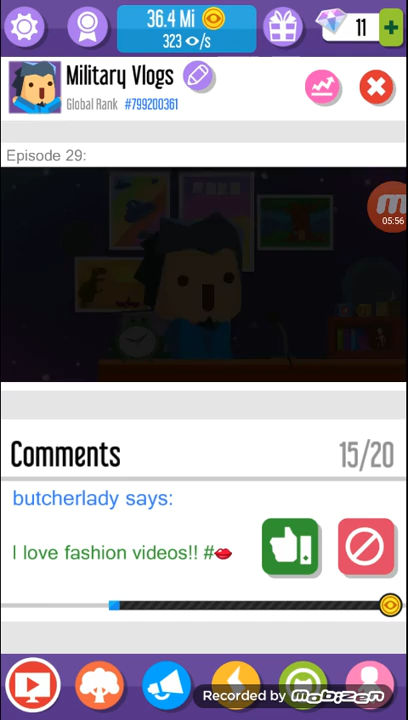 36.4 Mi
323 /s
11
Military Vlogs
Global Rank #799200361
Episode 29:
05:56
Comments 15/20
butcherlady says:
I love fashion videos!! #👄
Recorded by Mobizen